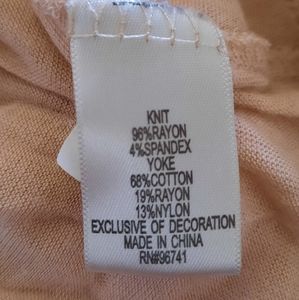 KNIT
96%RAYON
4%SPANDEX
YOKE
68%COTTON
19%RAYON
13%NYLON
EXCLUSIVE OF DECORATION
MADE IN CHINA
RN#96741